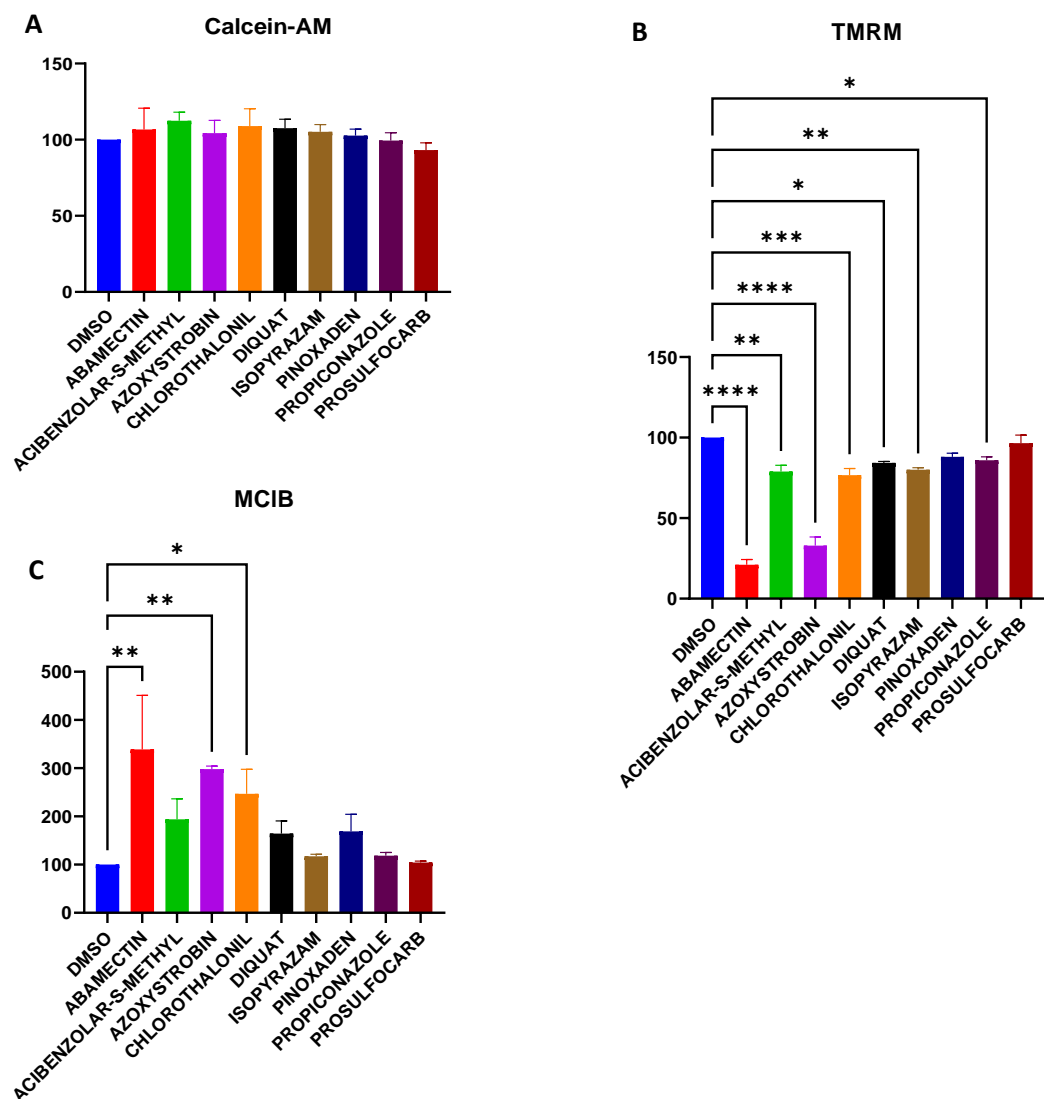 A
Calcein-AM
150
100
50
0
DMSO
ABAMECTIN
ACIBENZOLAR-S-METHYL
AZOXYSTROBIN
CHLOROTHALONIL
DIQUAT
ISOPYRAZAM
PINOXADEN
PROPICONAZOLE
PROSULFOCARB
B
TMRM
*
**
*
***
****
**
****
150
100
50
0
DMSO
ABAMECTIN
ACIBENZOLAR-S-METHYL
AZOXYSTROBIN
CHLOROTHALONIL
DIQUAT
ISOPYRAZAM
PINOXADEN
PROPICONAZOLE
PROSULFOCARB
MCIB
C
*
**
**
500
400
300
200
100
0
DMSO
ABAMECTIN
ACIBENZOLAR-S-METHYL
AZOXYSTROBIN
CHLOROTHALONIL
DIQUAT
ISOPYRAZAM
PINOXADEN
PROPICONAZOLE
PROSULFOCARB